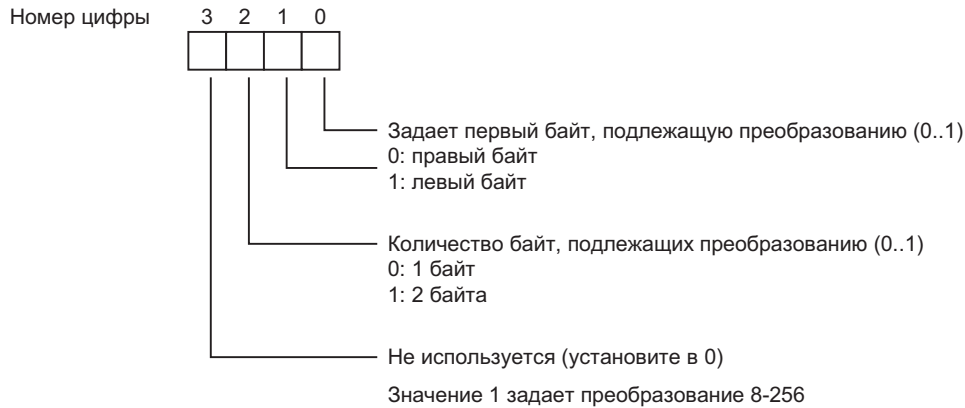 Номер цифры 3 2 1 0
Задает первый байт, подлежащую преобразованию (0..1)
0: правый байт
1: левый байт
Количество байт, подлежащих преобразованию (0..1)
0: 1 байт
1: 2 байта
Не используется (установите в 0)
Значение 1 задает преобразование 8-256